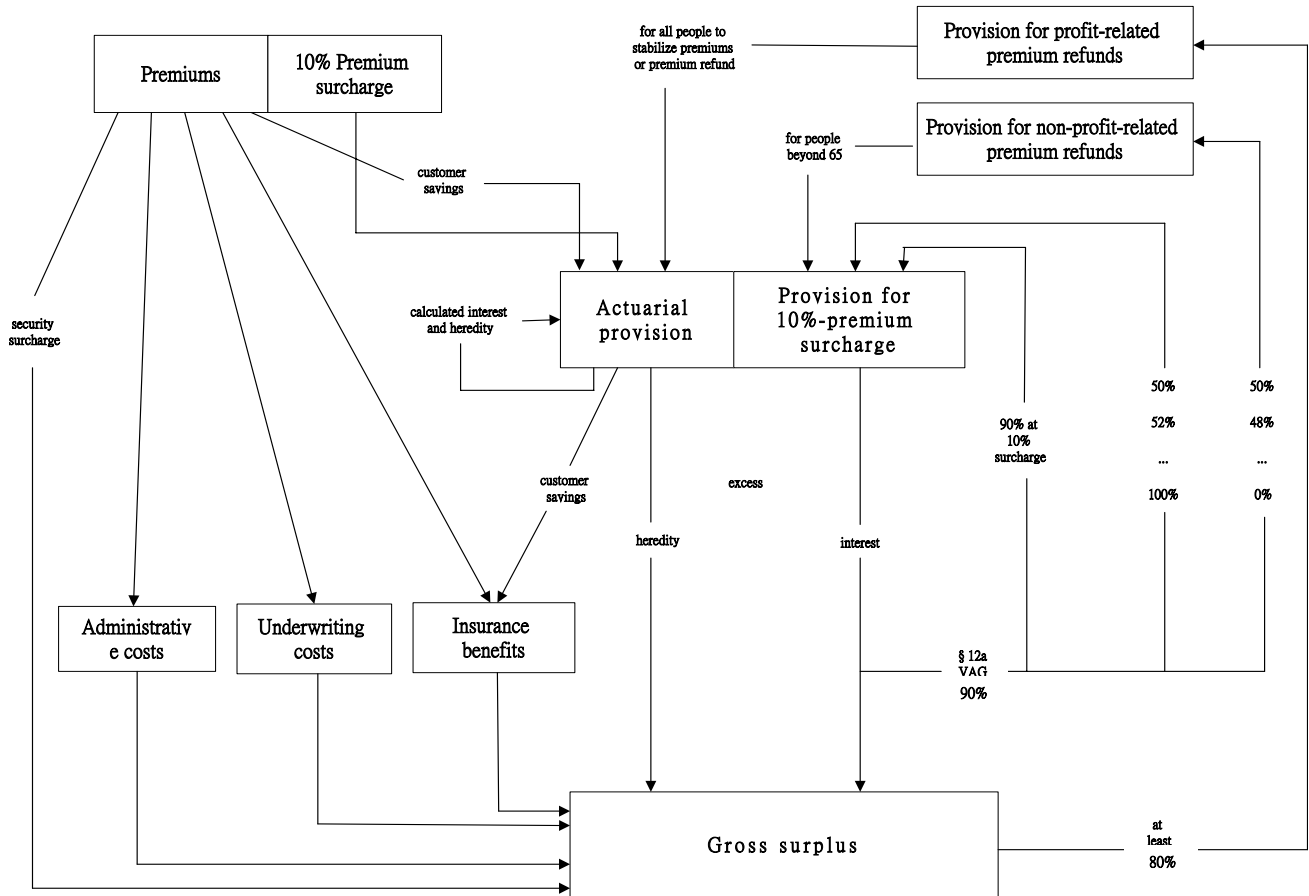 for all people to
stabilize premiums
or premium refund
Provision for profit-related
premium refunds
Premiums
10% Premium
surcharge
for people
beyond 65
Provision for non-profit-related
premium refunds
customer
savings
security
surcharge
calculated interest
and heredity
Actuarial
provision
Provision for
10%-premium
surcharge
90% at
10%
surcharge
50%
52%
...
100%
50%
48%
...
0%
customer
savings
excess
heredity
interest
Administrativ
e costs
Underwriting
costs
Insurance
benefits
§ 12a
VAG
90%
Gross surplus
at
least
80%